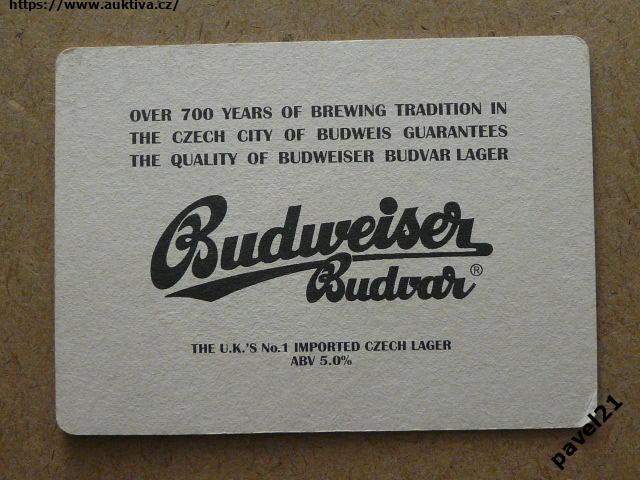 https://www.auktiva.cz/
OVER 700 YEARS OF BREWING TRADITION IN
THE CZECH CITY OF BUDWEIS GUARANTEES
THE QUALITY OF BUDWEISER BUDVAR LAGER
Budweiser
Budvar®
THE U.K.'S No.1 IMPORTED CZECH LAGER
ABV 5.0%
pavel21